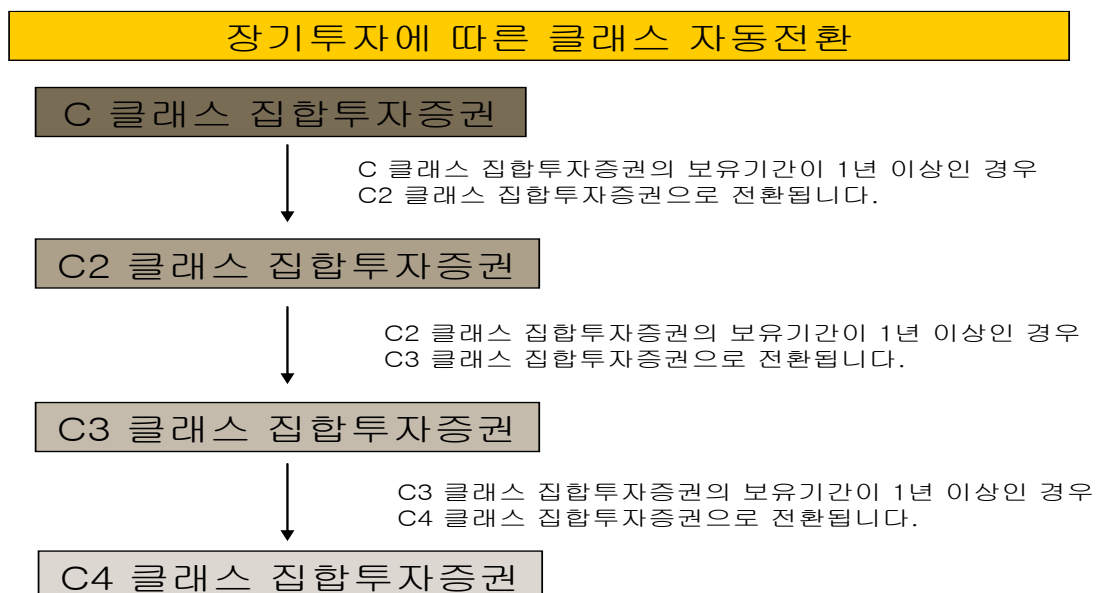 장기투자에 따른 클래스 자동전환
C 클래스 집합투자증권
C 클래스 집합투자증권의 보유기간이 1년 이상인 경우
C2 클래스 집합투자증권으로 전환됩니다.
C2 클래스 집합투자증권
C2 클래스 집합투자증권의 보유기간이 1년 이상인 경우
C3 클래스 집합투자증권으로 전환됩니다.
C3 클래스 집합투자증권
C3 클래스 집합투자증권의 보유기간이 1년 이상인 경우
C4 클래스 집합투자증권으로 전환됩니다.
C4 클래스 집합투자증권